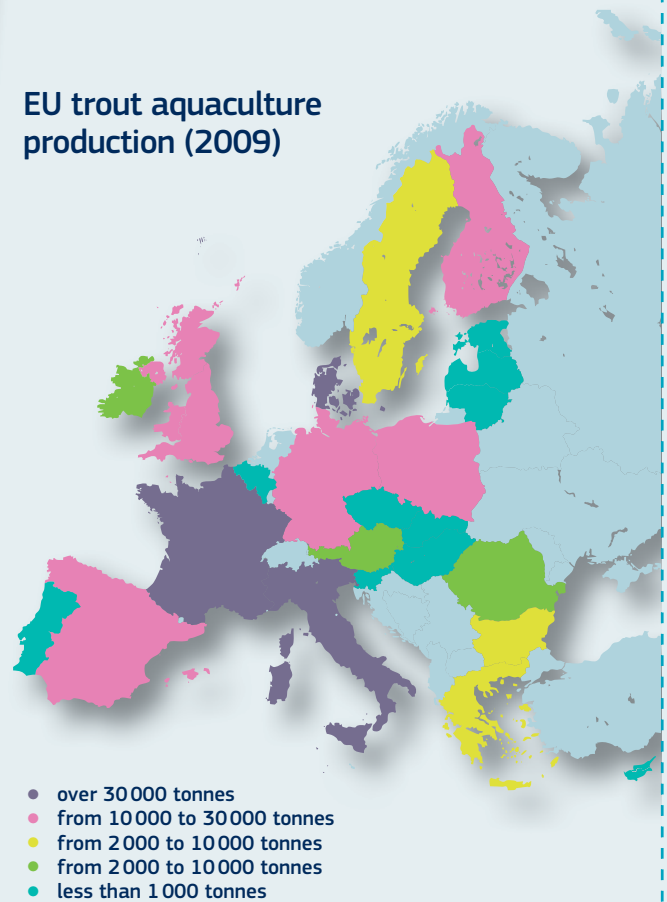 EU trout aquaculture
production (2009)
over 30 000 tonnes
from 10 000 to 30 000 tonnes
from 2 000 to 10 000 tonnes
from 2 000 to 10 000 tonnes
less than 1 000 tonnes